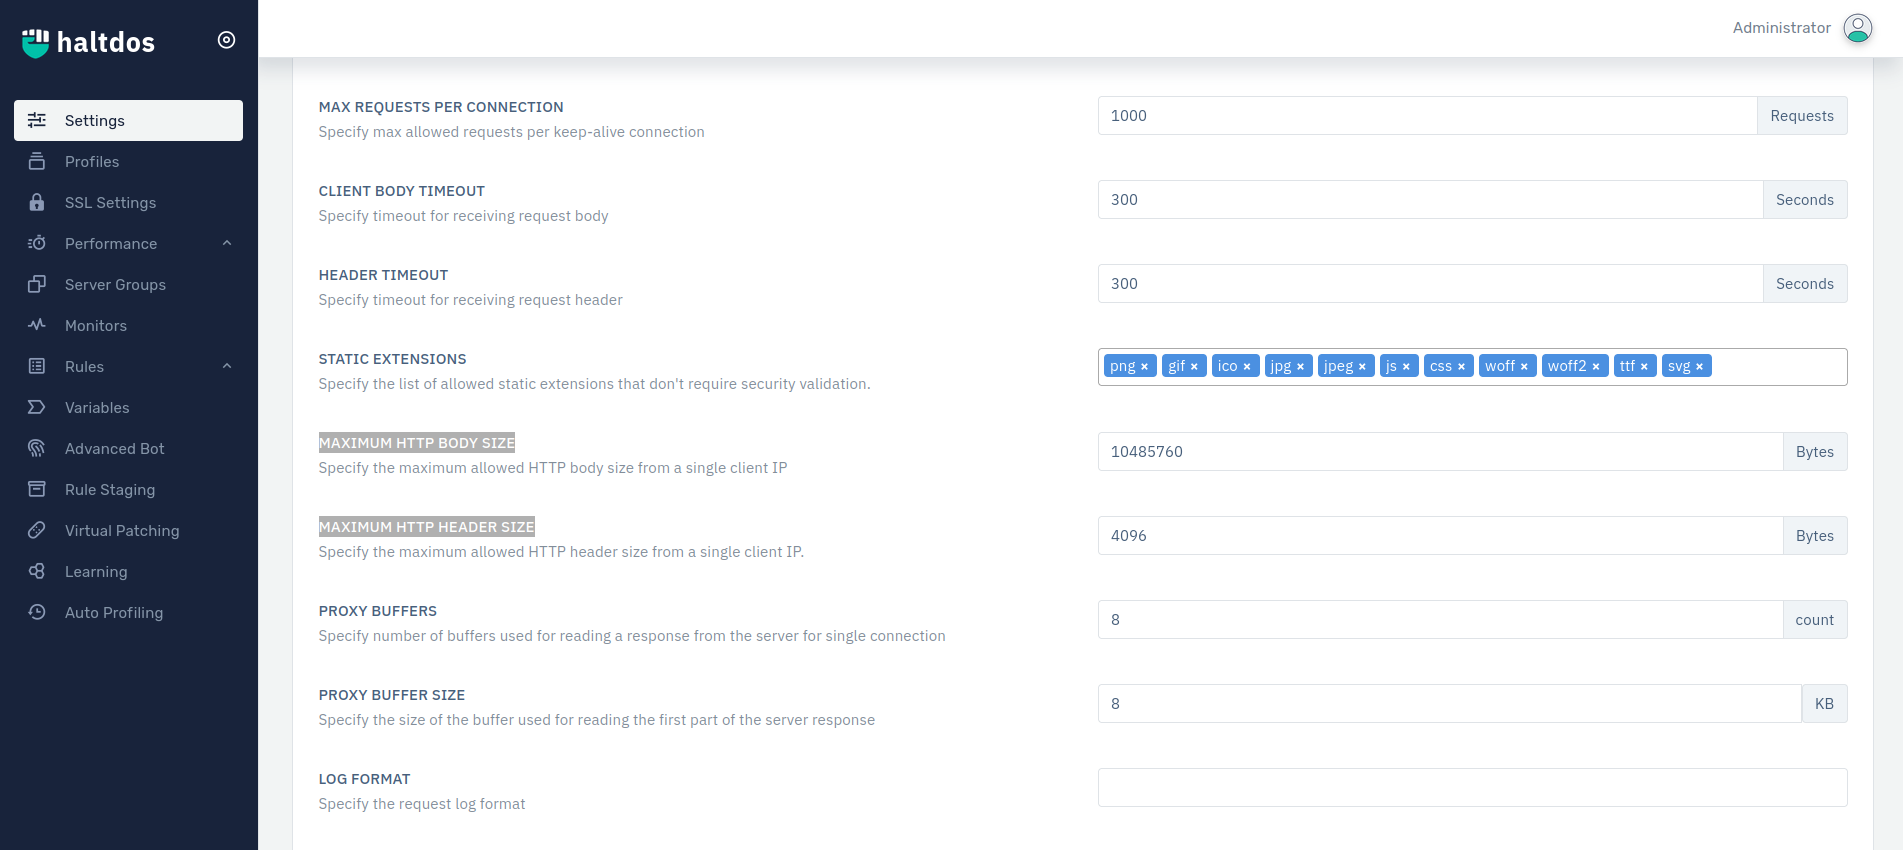 haltdos
Administrator
Settings
Profiles
SSL Settings
Performance
Server Groups
Monitors
Rules
Variables
Advanced Bot
Rule Staging
Virtual Patching
Learning
Auto Profiling
MAX REQUESTS PER CONNECTION
Specify max allowed requests per keep-alive connection
1000 Requests
CLIENT BODY TIMEOUT
Specify timeout for receiving request body
300 Seconds
HEADER TIMEOUT
Specify timeout for receiving request header
300 Seconds
STATIC EXTENSIONS
Specify the list of allowed static extensions that don't require security validation.
png × gif × ico × jpg × jpeg × js × css × woff × woff2 × ttf × svg ×
MAXIMUM HTTP BODY SIZE
Specify the maximum allowed HTTP body size from a single client IP
10485760 Bytes
MAXIMUM HTTP HEADER SIZE
Specify the maximum allowed HTTP header size from a single client IP.
4096 Bytes
PROXY BUFFERS
Specify number of buffers used for reading a response from the server for single connection
8 count
PROXY BUFFER SIZE
Specify the size of the buffer used for reading the first part of the server response
8 KB
LOG FORMAT
Specify the request log format